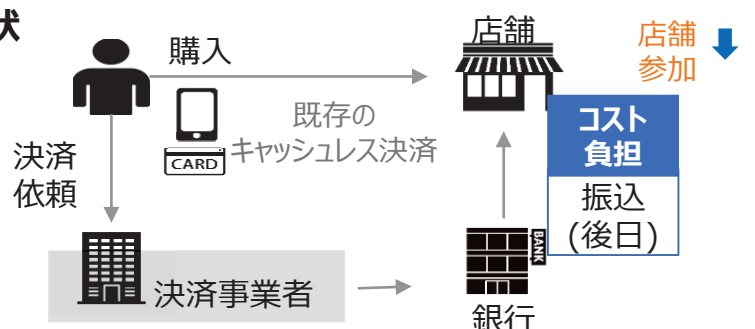 状
購入
店舗
店舗
参加
既存の
キャッシュレス決済
CARD
コスト
負担
振込
(後日)
決済
依頼
決済事業者
BANK
銀行